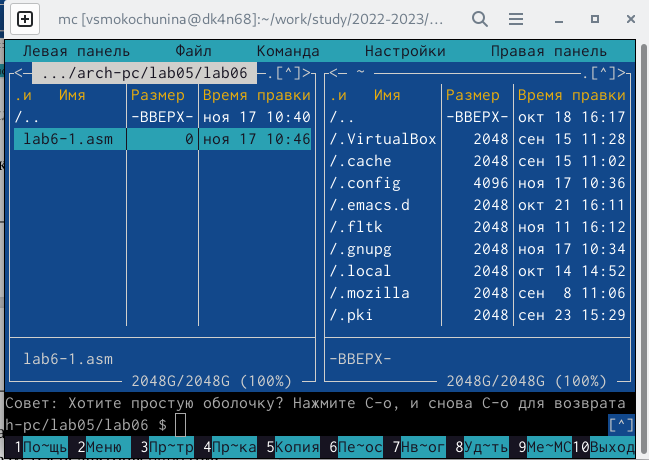 mc [vsmokochunina@dk4n68]:~/work/study/2022-2023/...
Левая панель Файл Команда Настройки Правая панель
<─ .../arch-pc/lab05/lab06 ─.[^]>
.и Имя Размер Время правки
/.. -ВВЕРХ- ноя 17 10:40
lab6-1.asm 0 ноя 17 10:46
lab6-1.asm
2048G/2048G (100%)
<─ ~ ─.[^]>
.и Имя Размер Время правки
/.. -ВВЕРХ- окт 18 16:17
/.VirtualBox 2048 сен 15 11:28
/.cache 2048 сен 15 11:02
/.config 4096 ноя 17 10:36
/.emacs.d 2048 окт 21 16:11
/.fltk 2048 ноя 11 16:12
/.gnupg 2048 ноя 17 10:34
/.local 2048 окт 14 14:52
/.mozilla 2048 сен 8 11:06
/.pki 2048 сен 23 15:29
-ВВЕРХ-
2048G/2048G (100%)
Совет: Хотите простую оболочку? Нажмите C-o, и снова C-o для возврата
h-pc/lab05/lab06 $ [^]
1По~щь 2Меню 3Пр~тр 4Пр~ка 5Копия 6Пе~ос 7Нв~ог 8Уд~ть 9Ме~MC 10Выход